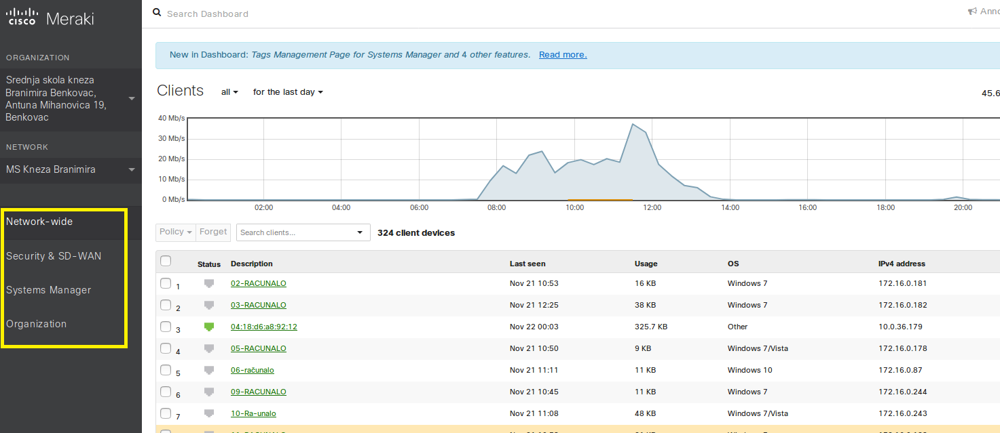 CISCO Meraki
Search Dashboard
ORGANIZATION
Srednja skola kneza
Branimira Benkovac,
Antuna Mihanovica 19,
Benkovac
NETWORK
MS Kneza Branimira
Network-wide
Security & SD-WAN
Systems Manager
Organization
New in Dashboard: Tags Management Page for Systems Manager and 4 other features. Read more.
Clients all for the last day
45.6
40 Mb/s
30 Mb/s
20 Mb/s
10 Mb/s
0 Mb/s
02:00 04:00 06:00 08:00 10:00 12:00 14:00 16:00 18:00 20:00
Policy Forget Search clients... 324 client devices
Status Description Last seen Usage OS IPv4 address
1 02-RACUNALO Nov 21 10:53 16 KB Windows 7 172.16.0.181
2 03-RACUNALO Nov 21 12:25 38 KB Windows 7 172.16.0.182
3 04:18:d6:a8:92:12 Nov 22 00:03 325.7 KB Other 10.0.36.179
4 05-RACUNALO Nov 21 10:50 9 KB Windows 7/Vista 172.16.0.178
5 06-računalo Nov 21 11:11 11 KB Windows 10 172.16.0.87
6 09-RACUNALO Nov 21 10:45 11 KB Windows 7 172.16.0.244
7 10-Ra-unalo Nov 21 11:08 48 KB Windows 7/Vista 172.16.0.243